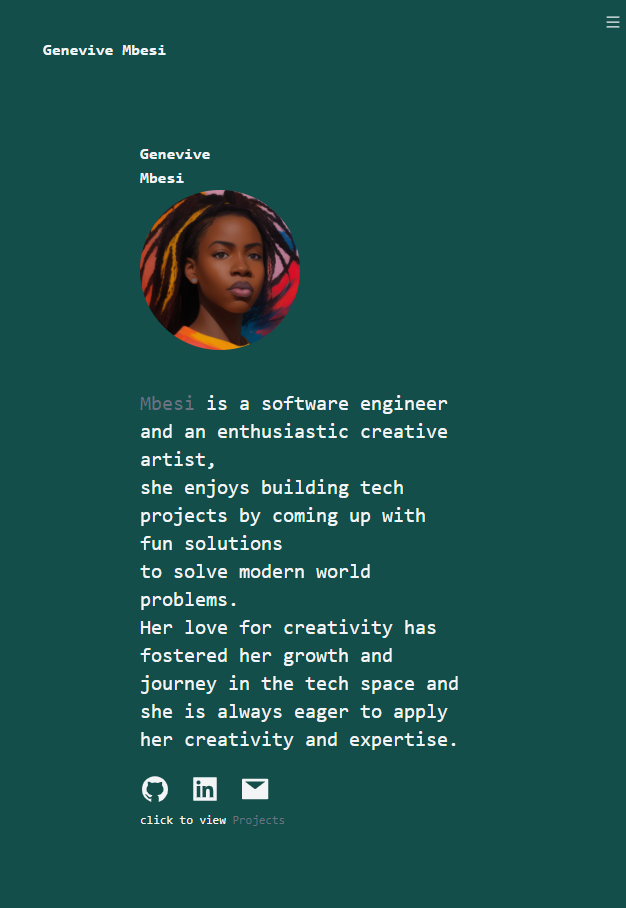 Genevive Mbesi
Genevive
Mbesi
Mbesi is a software engineer
and an enthusiastic creative
artist,
she enjoys building tech
projects by coming up with
fun solutions
to solve modern world
problems.
Her love for creativity has
fostered her growth and
journey in the tech space and
she is always eager to apply
her creativity and expertise.
in
click to view Projects